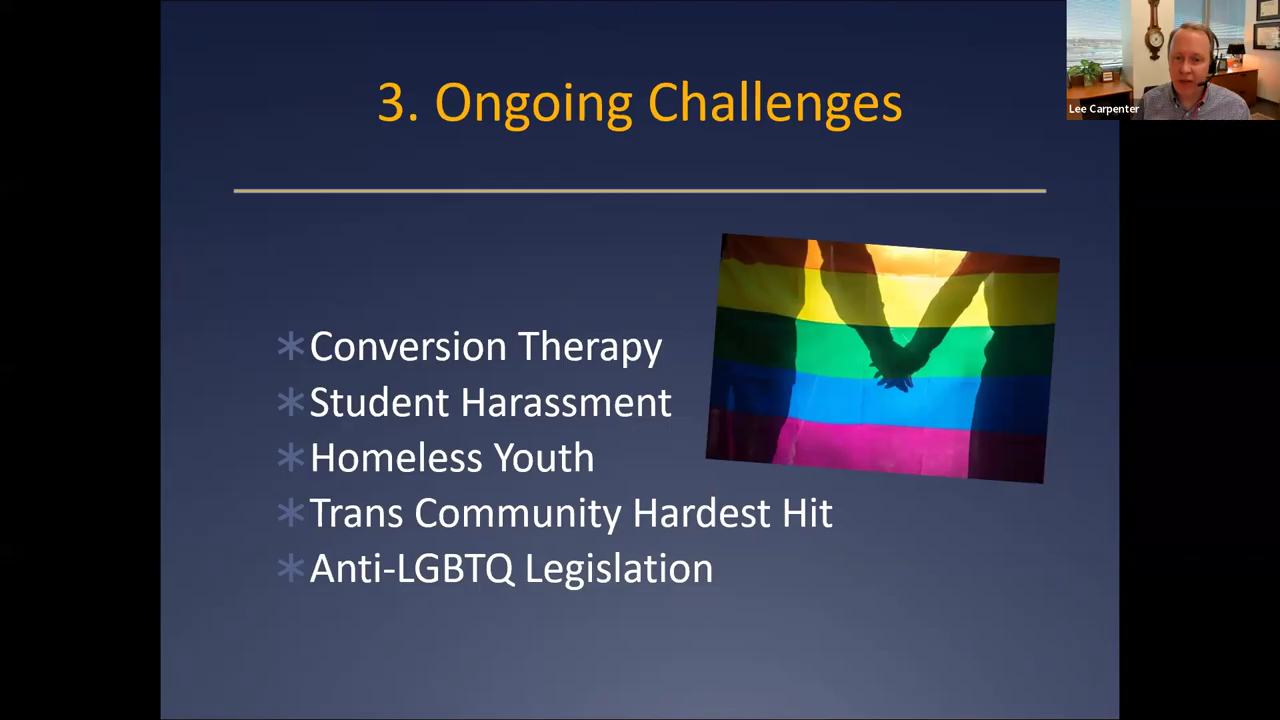 3. Ongoing Challenges
Lee Carpenter
Conversion Therapy
Student Harassment
Homeless Youth
Trans Community Hardest Hit
Anti-LGBTQ Legislation